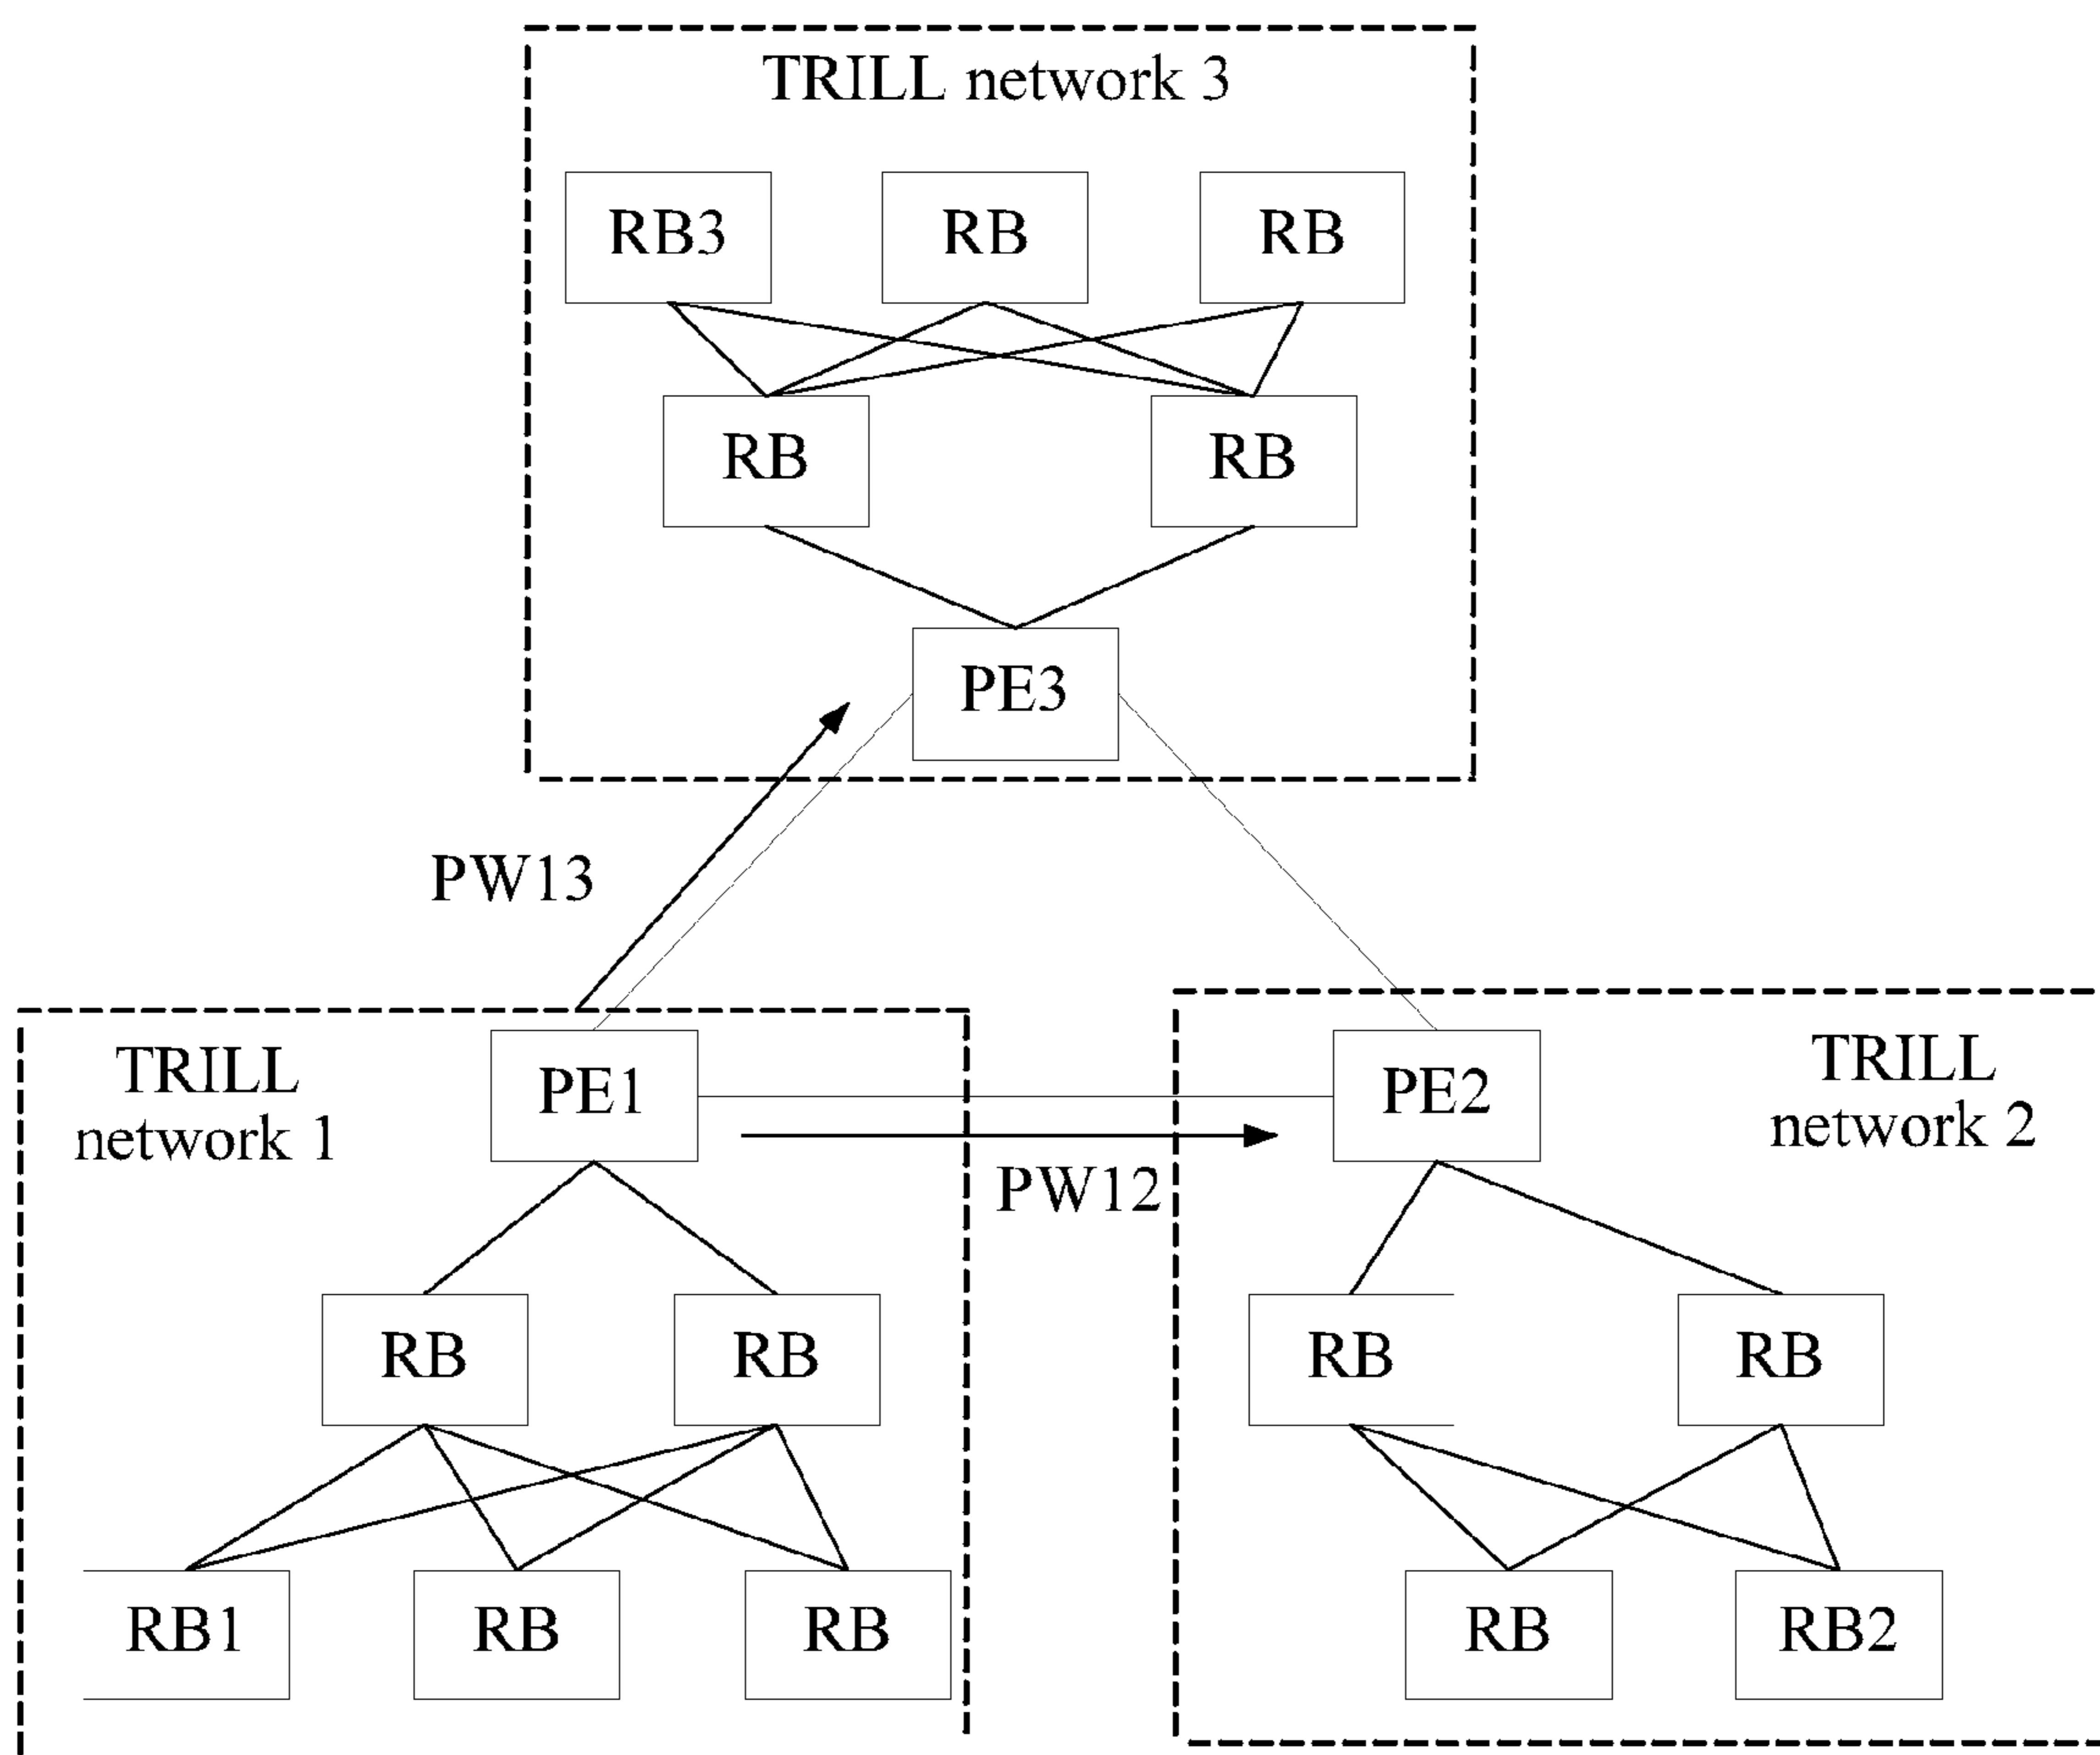 TRILL network 3
RB3
RB
RB
RB
RB
PE3
PW13
TRILL
network 1
PE1
PE2
TRILL
network 2
PW12
RB
RB
RB
RB
RB1
RB
RB
RB
RB2